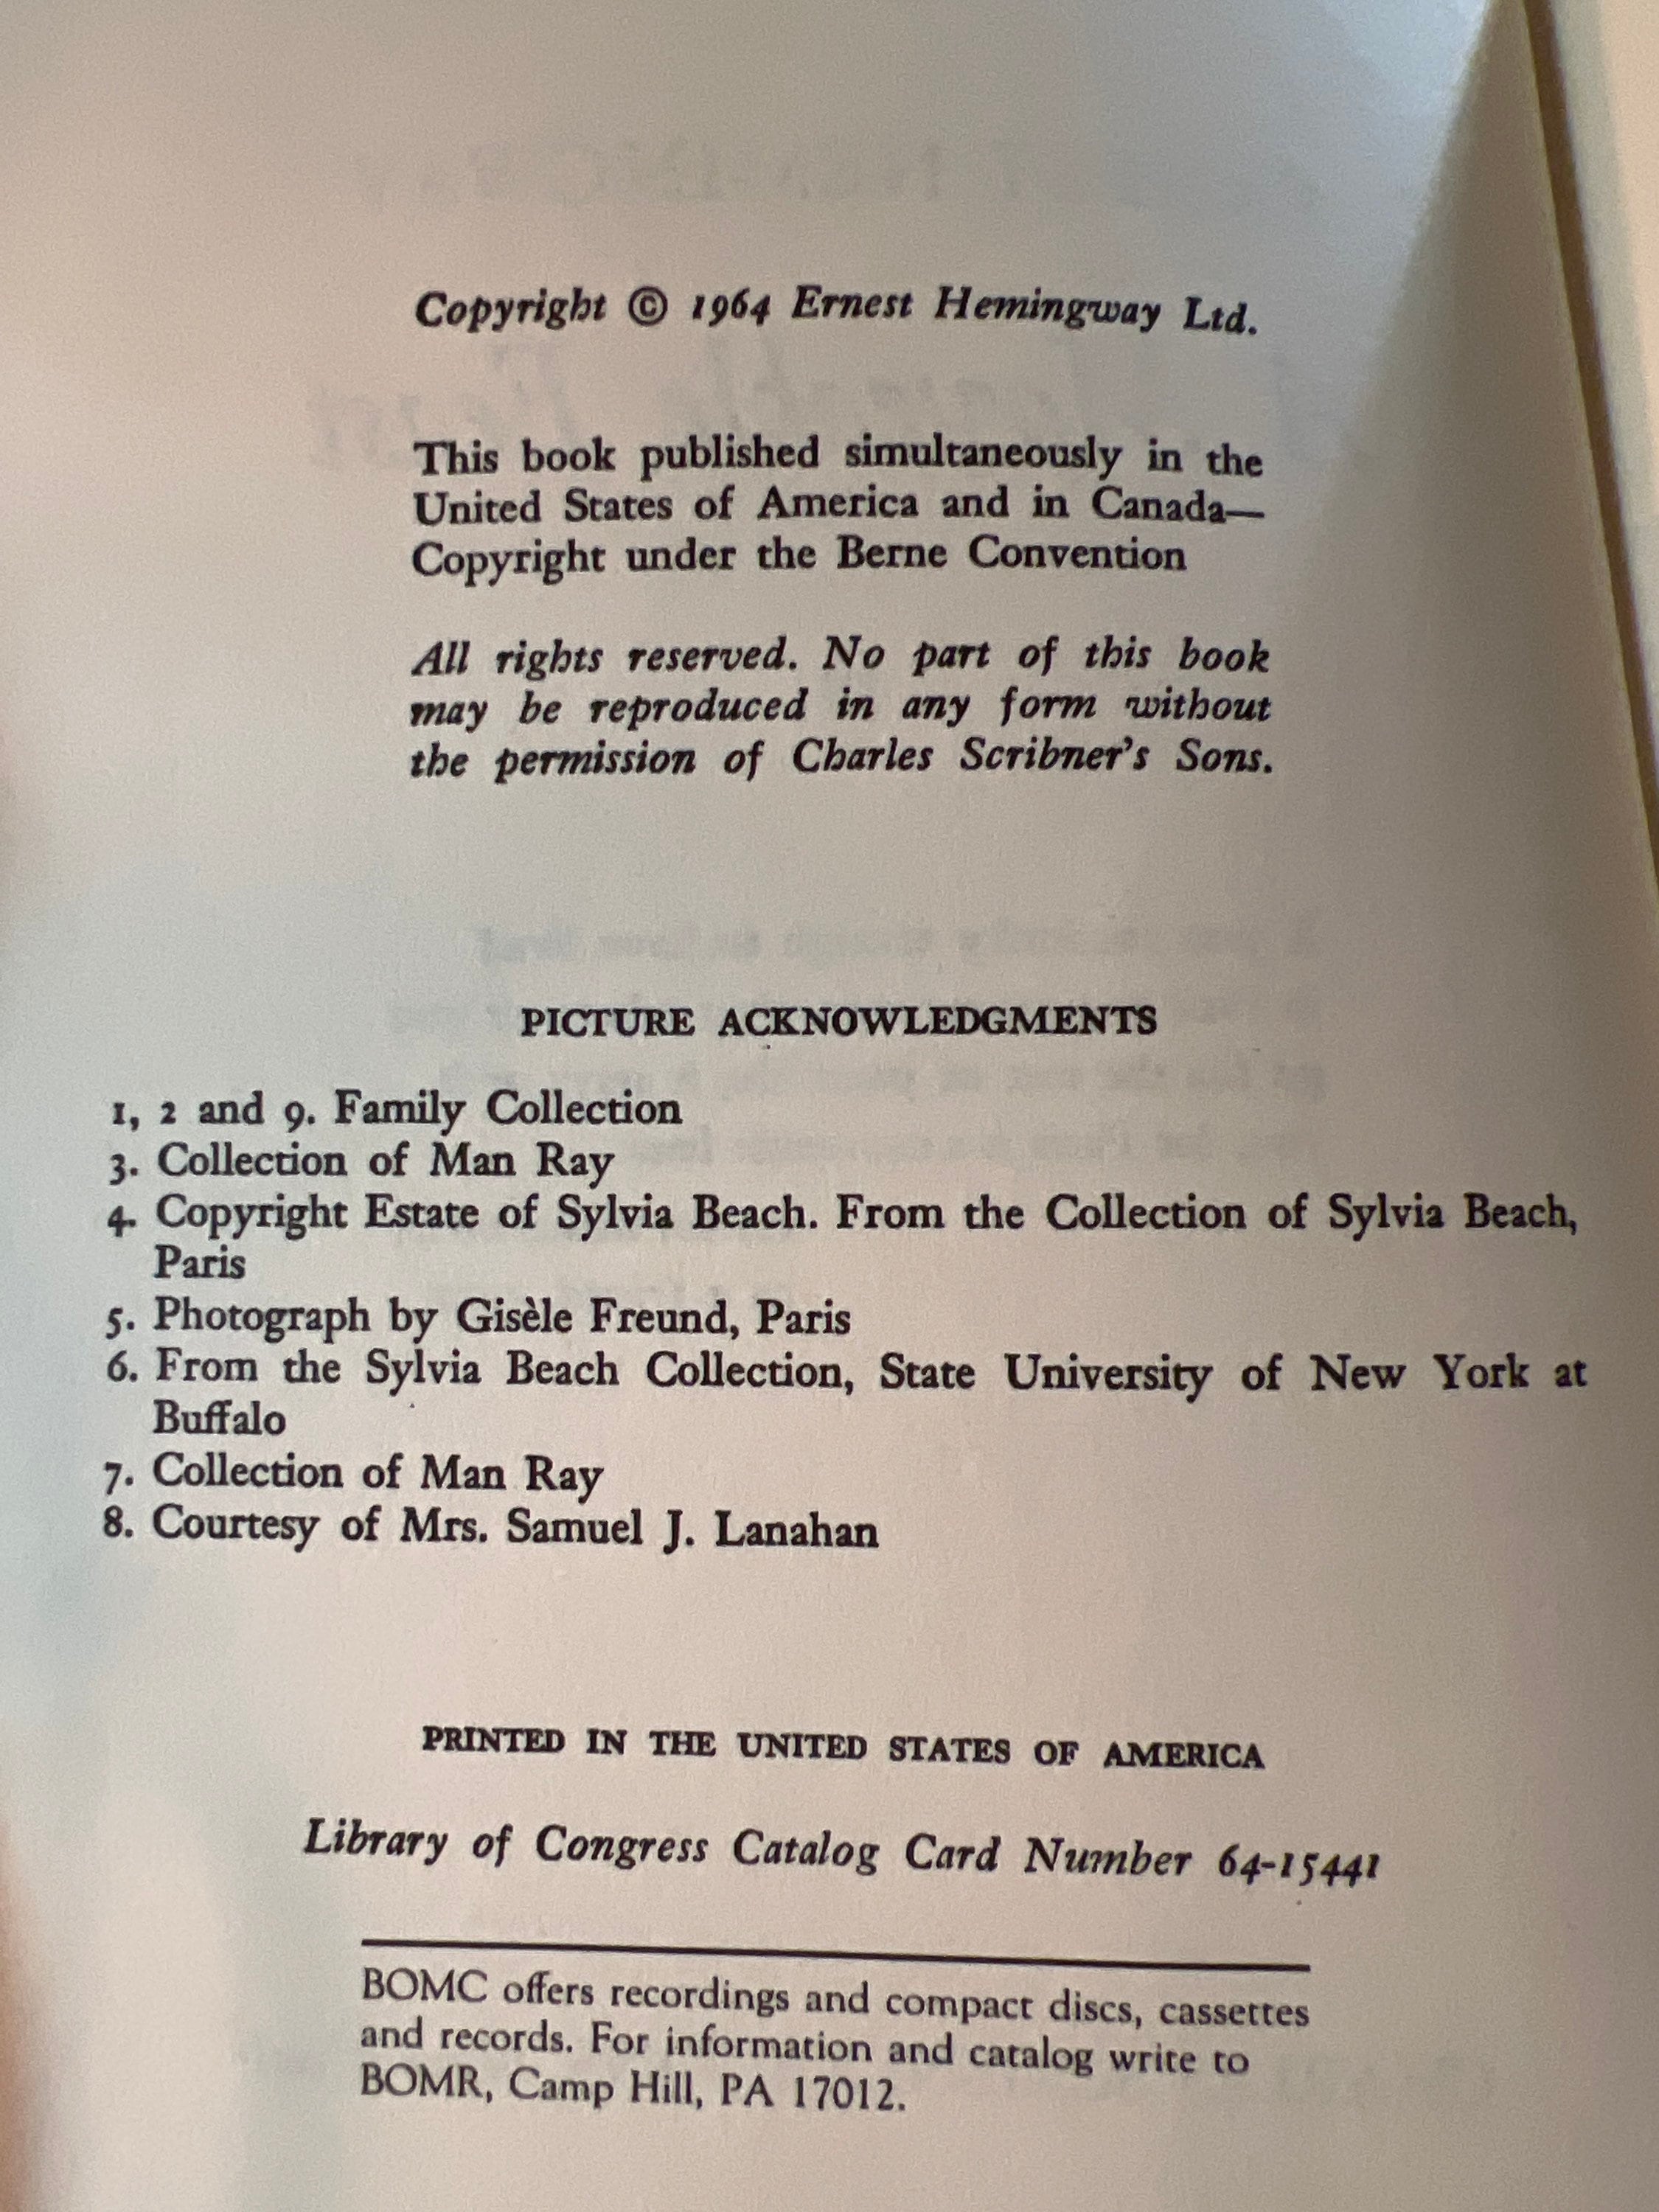 Copyright © 1964 Ernest Hemingway Ltd.
This book published simultaneously in the
United States of America and in Canada—
Copyright under the Berne Convention
All rights reserved. No part of this book
may be reproduced in any form without
the permission of Charles Scribner's Sons.
PICTURE ACKNOWLEDGMENTS
1, 2 and 9. Family Collection
3. Collection of Man Ray
4. Copyright Estate of Sylvia Beach. From the Collection of Sylvia Beach,
Paris
5. Photograph by Gisèle Freund, Paris
6. From the Sylvia Beach Collection, State University of New York at
Buffalo
7. Collection of Man Ray
8. Courtesy of Mrs. Samuel J. Lanahan
PRINTED IN THE UNITED STATES OF AMERICA
Library of Congress Catalog Card Number 64-15441
BOMC offers recordings and compact discs, cassettes
and records. For information and catalog write to
BOMR, Camp Hill, PA 17012.